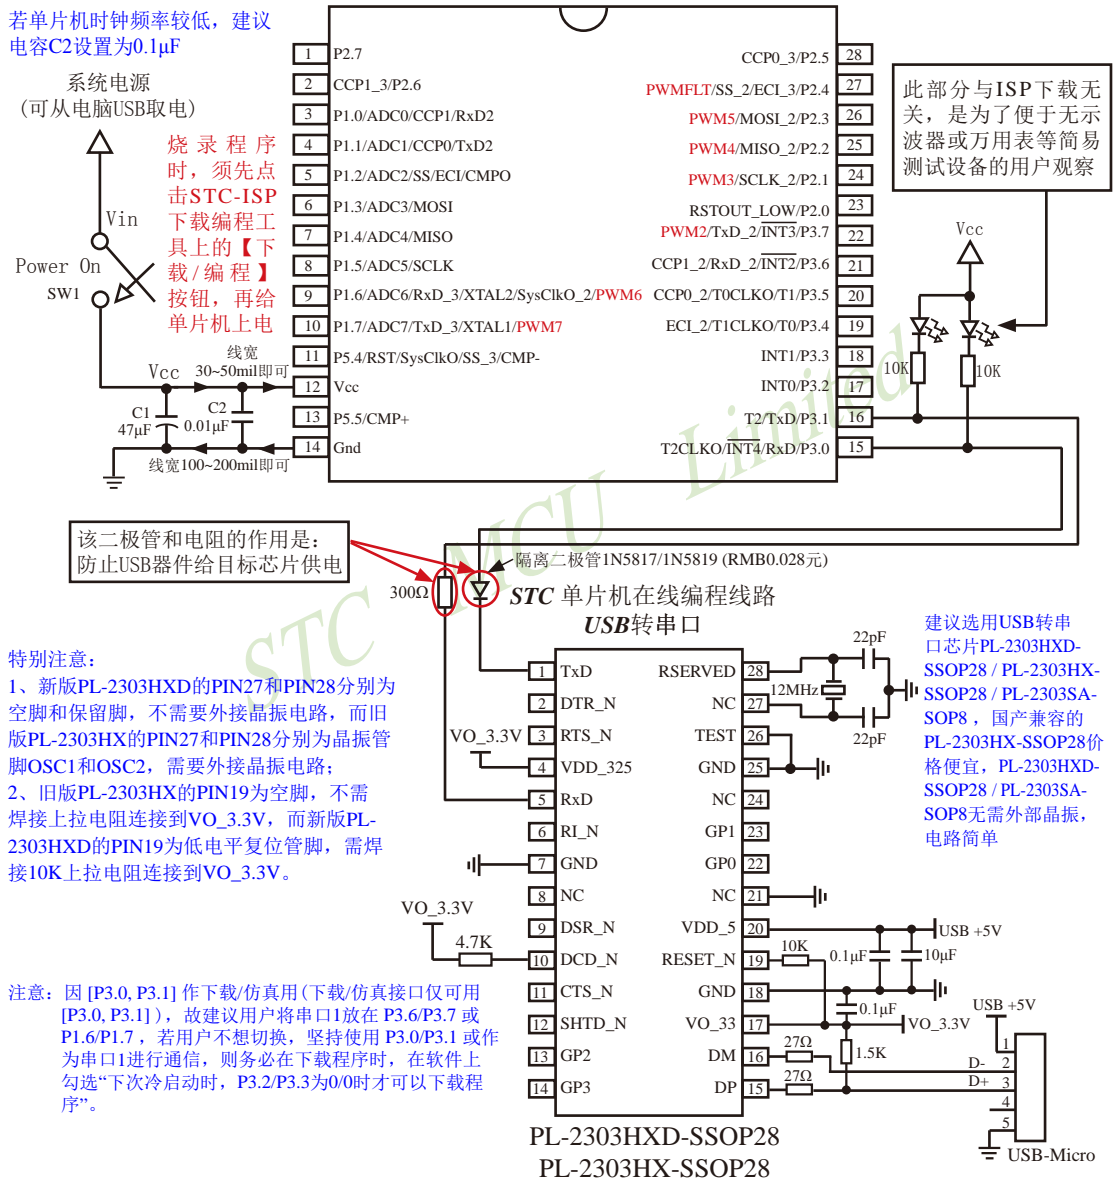 若单片机时钟频率较低，建议
电容C2设置为0.1μF
系统电源
(可从电脑USB取电)
烧录程序
时，须先点
击STC-ISP
下载编程工
具上的【下
载/编程】
按钮，再给
单片机上电
Vin
Power On
SW1
Vcc
线宽
30~50mil即可
C1
47μF
C2
0.01μF
线宽100~200mil即可
1 P2.7
2 CCP1_3/P2.6
3 P1.0/ADC0/CCP1/RxD2
4 P1.1/ADC1/CCP0/TxD2
5 P1.2/ADC2/SS/ECI/CMPO
6 P1.3/ADC3/MOSI
7 P1.4/ADC4/MISO
8 P1.5/ADC5/SCLK
9 P1.6/ADC6/RxD_3/XTAL2/SysClkO_2/PWM6
10 P1.7/ADC7/TxD_3/XTAL1/PWM7
11 P5.4/RST/SysClkO/SS_3/CMP-
12 Vcc
13 P5.5/CMP+
14 Gnd
CCP0_3/P2.5 28
PWMFLT/SS_2/ECI_3/P2.4 27
PWM5/MOSI_2/P2.3 26
PWM4/MISO_2/P2.2 25
PWM3/SCLK_2/P2.1 24
RSTOUT_LOW/P2.0 23
PWM2/TxD_2/INT3/P3.7 22
CCP1_2/RxD_2/INT2/P3.6 21
CCP0_2/T0CLKO/T1/P3.5 20
ECI_2/T1CLKO/T0/P3.4 19
INT1/P3.3 18
INT0/P3.2 17
T2/TxD/P3.1 16
T2CLKO/INT4/RxD/P3.0 15
此部分与ISP下载无
关，是为了便于无示
波器或万用表等简易
测试设备的用户观察
Vcc
10K
10K
STC MCU Limited
该二极管和电阻的作用是：
防止USB器件给目标芯片供电
300Ω
隔离二极管1N5817/1N5819 (RMB0.028元)
STC 单片机在线编程线路
USB转串口
特别注意：
1、新版PL-2303HXD的PIN27和PIN28分别为
空脚和保留脚，不需要外接晶振电路，而旧
版PL-2303HX的PIN27和PIN28分别为晶振管
脚OSC1和OSC2，需要外接晶振电路；
2、旧版PL-2303HX的PIN19为空脚，不需
焊接上拉电阻连接到VO_3.3V，而新版PL-
2303HXD的PIN19为低电平复位管脚，需焊
接10K上拉电阻连接到VO_3.3V。
VO_3.3V
VO_3.3V
4.7K
1 TxD
2 DTR_N
3 RTS_N
4 VDD_325
5 RxD
6 RI_N
7 GND
8 NC
9 DSR_N
10 DCD_N
11 CTS_N
12 SHTD_N
13 GP2
14 GP3
RSERVED 28
NC 27
TEST 26
GND 25
NC 24
GP1 23
GP0 22
NC 21
VDD_5 20
RESET_N 19
GND 18
VO_33 17
DM 16
DP 15
22pF
12MHz
22pF
建议选用USB转串
口芯片PL-2303HXD-
SSOP28 / PL-2303HX-
SSOP28 / PL-2303SA-
SOP8，国产兼容的
PL-2303HX-SSOP28价
格便宜，PL-2303HXD-
SSOP28 / PL-2303SA-
SOP8无需外部晶振，
电路简单
USB +5V
10K
0.1μF
10μF
0.1μF
VO_3.3V
USB +5V
27Ω
1.5K
27Ω
D-
D+
1
2
3
4
5
USB-Micro
注意：因 [P3.0, P3.1] 作下载/仿真用(下载/仿真接口仅可用
[P3.0, P3.1] )，故建议用户将串口1放在 P3.6/P3.7 或
P1.6/P1.7 ，若用户不想切换，坚持使用 P3.0/P3.1 或作
为串口1进行通信，则务必在下载程序时，在软件上
勾选“下次冷启动时，P3.2/P3.3为0/0时才可以下载程
序”。
PL-2303HXD-SSOP28
PL-2303HX-SSOP28